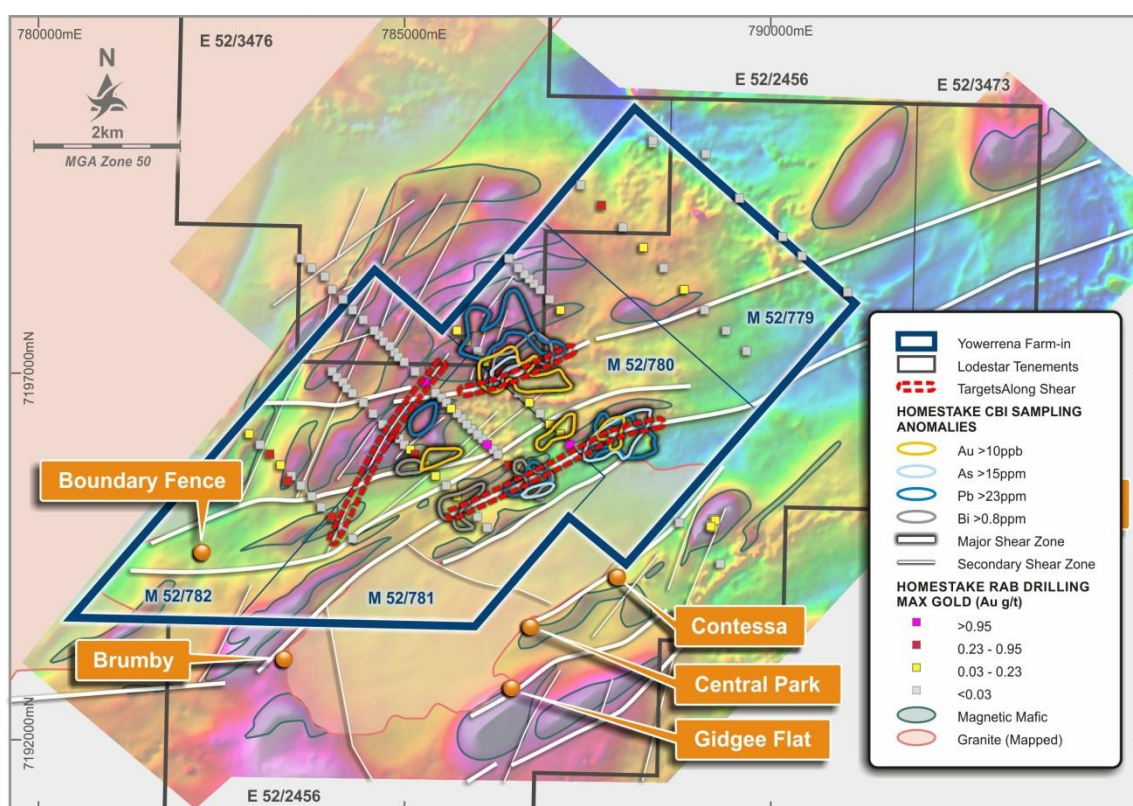 780000mE
785000mE
790000mE
E 52/3476
E 52/2456
E 52/3473
N
2km
MGA Zone 50
7197000mN
7192000mN
M 52/779
M 52/780
M 52/782
M 52/781
Boundary Fence
Brumby
Contessa
Central Park
Gidgee Flat
E 52/2456
Yowerrena Farm-in
Lodestar Tenements
TargetsAlong Shear
HOMESTAKE CBI SAMPLING
ANOMALIES
Au >10ppb
As >15ppm
Pb >23ppm
Bi >0.8ppm
Major Shear Zone
Secondary Shear Zone
HOMESTAKE RAB DRILLING
MAX GOLD (Au g/t)
>0.95
0.23 - 0.95
0.03 - 0.23
<0.03
Magnetic Mafic
Granite (Mapped)